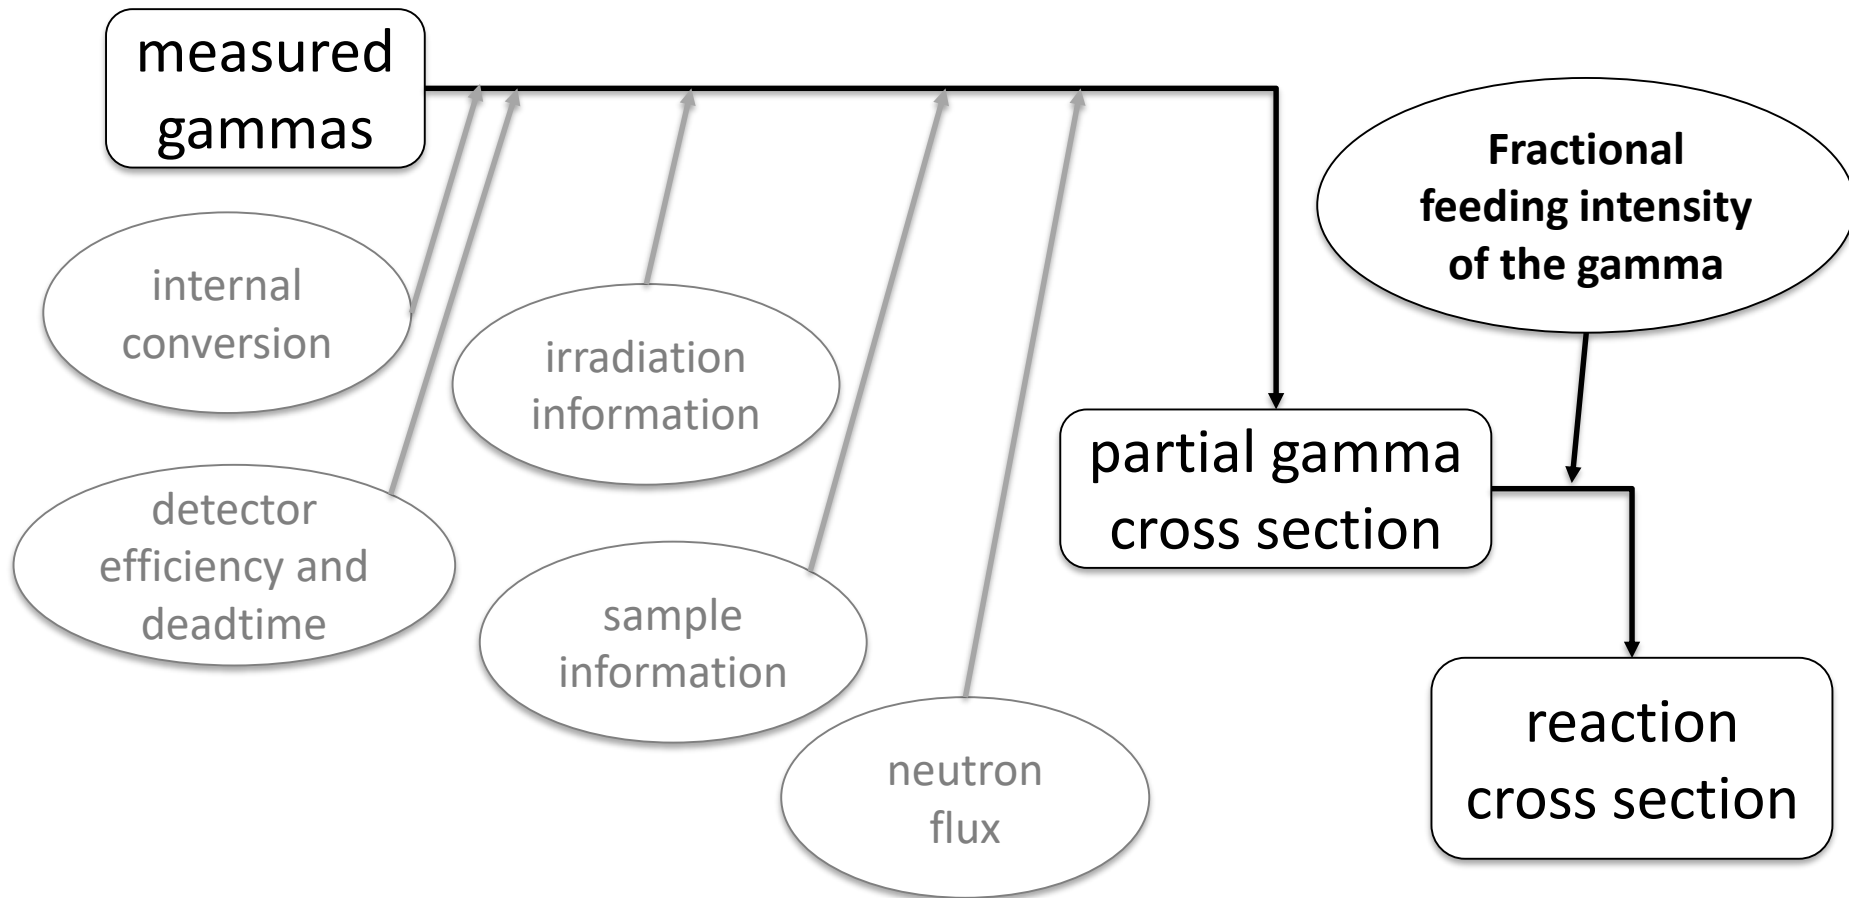 measured
gammas
internal
conversion
detector
efficiency and
deadtime
irradiation
information
sample
information
neutron
flux
Fractional
feeding intensity
of the gamma
partial gamma
cross section
reaction
cross section